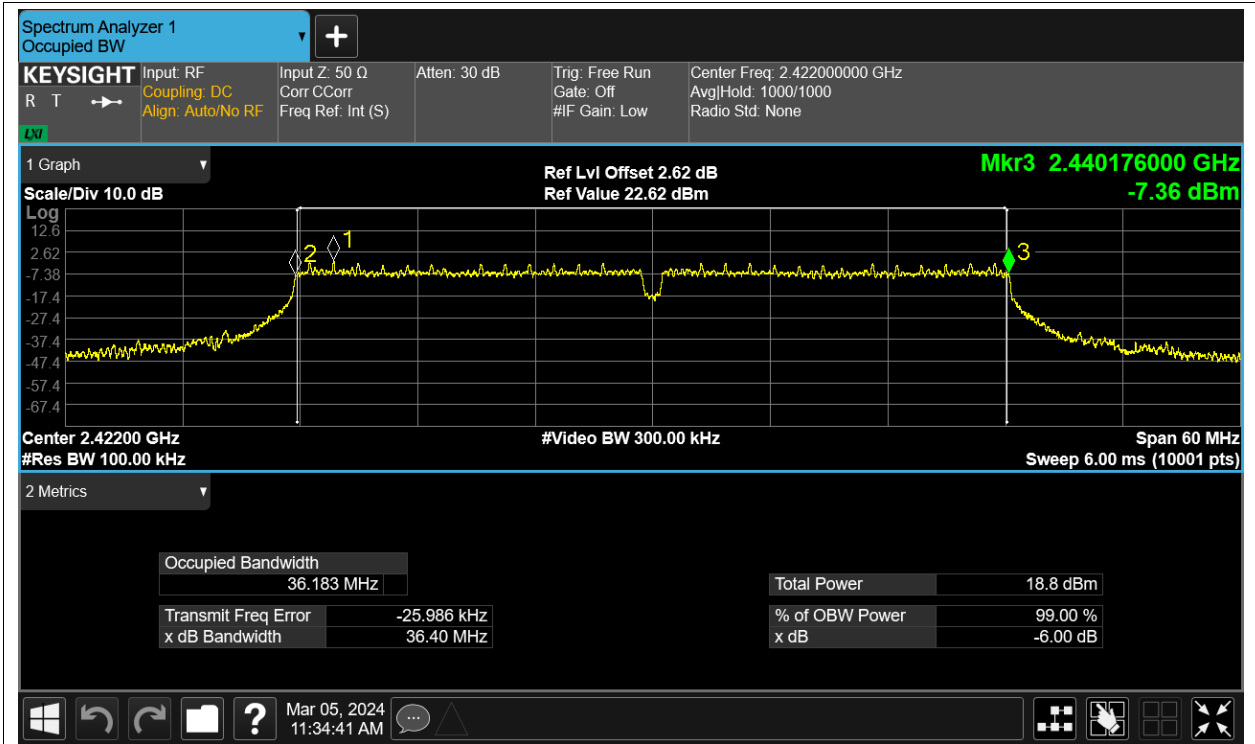 Spectrum Analyzer 1
Occupied BW
KEYSIGHT
R T
LXI
Input: RF
Coupling: DC
Align: Auto/No RF
Input Z: 50 Ω
Corr CCorr
Freq Ref: Int (S)
Atten: 30 dB
Trig: Free Run
Gate: Off
#IF Gain: Low
Center Freq: 2.422000000 GHz
Avg|Hold: 1000/1000
Radio Std: None
1 Graph
Scale/Div 10.0 dB
Ref Lvl Offset 2.62 dB
Ref Value 22.62 dBm
Mkr3 2.440176000 GHz
-7.36 dBm
Log
12.6
2.62
-7.38
-17.4
-27.4
-37.4
-47.4
-57.4
-67.4
2
1
3
Center 2.42200 GHz
#Video BW 300.00 kHz
Span 60 MHz
#Res BW 100.00 kHz
Sweep 6.00 ms (10001 pts)
2 Metrics
Occupied Bandwidth
36.183 MHz
Transmit Freq Error -25.986 kHz
x dB Bandwidth 36.40 MHz
Total Power 18.8 dBm
% of OBW Power 99.00 %
x dB -6.00 dB
?
Mar 05, 2024
11:34:41 AM